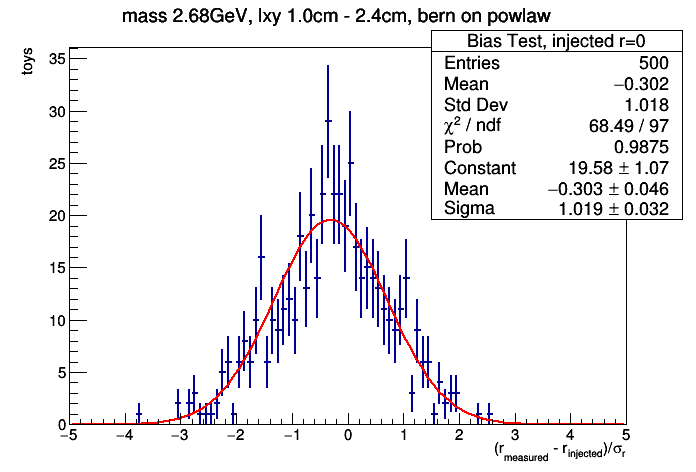 mass 2.68GeV, lxy 1.0cm - 2.4cm, bern on powlaw
toys
Bias Test, injected r=0
Entries 500
Mean −0.302
Std Dev 1.018
χ² / ndf 68.49 / 97
Prob 0.9875
Constant 19.58 ± 1.07
Mean −0.303 ± 0.046
Sigma 1.019 ± 0.032
35
30
25
20
15
10
5
0
−5 −4 −3 −2 −1 0 1 2 3 4 5
(r_measured - r_injected)/σ_r